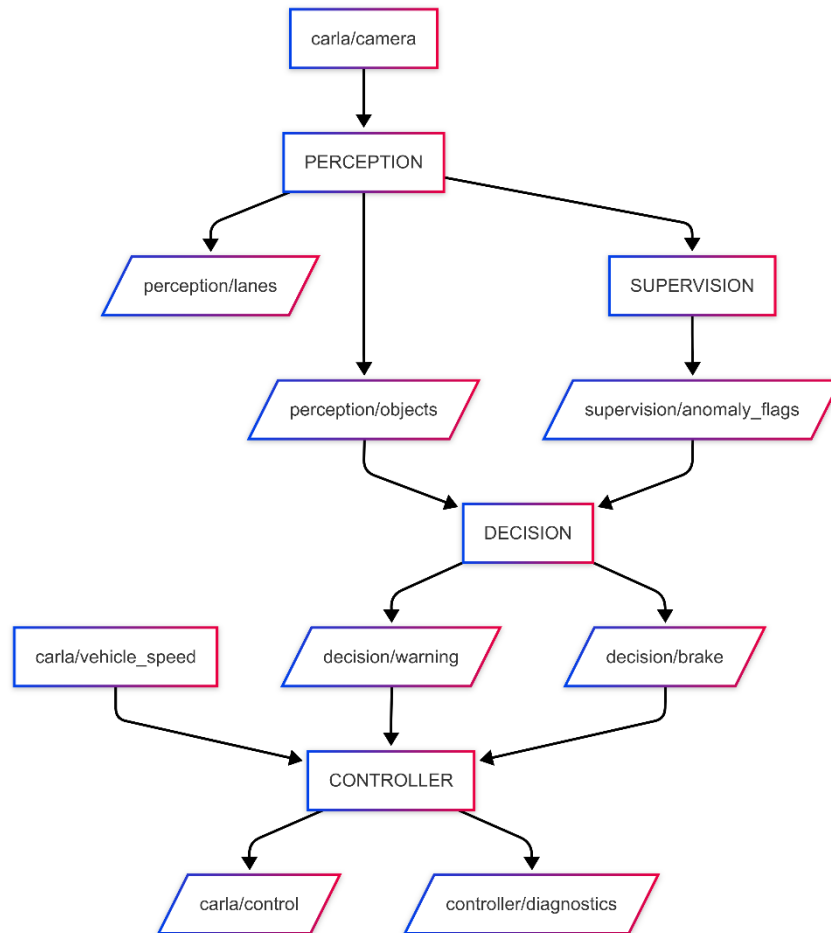 carla/camera
PERCEPTION
perception/lanes
SUPERVISION
perception/objects
supervision/anomaly_flags
DECISION
carla/vehicle_speed
decision/warning
decision/brake
CONTROLLER
carla/control
controller/diagnostics